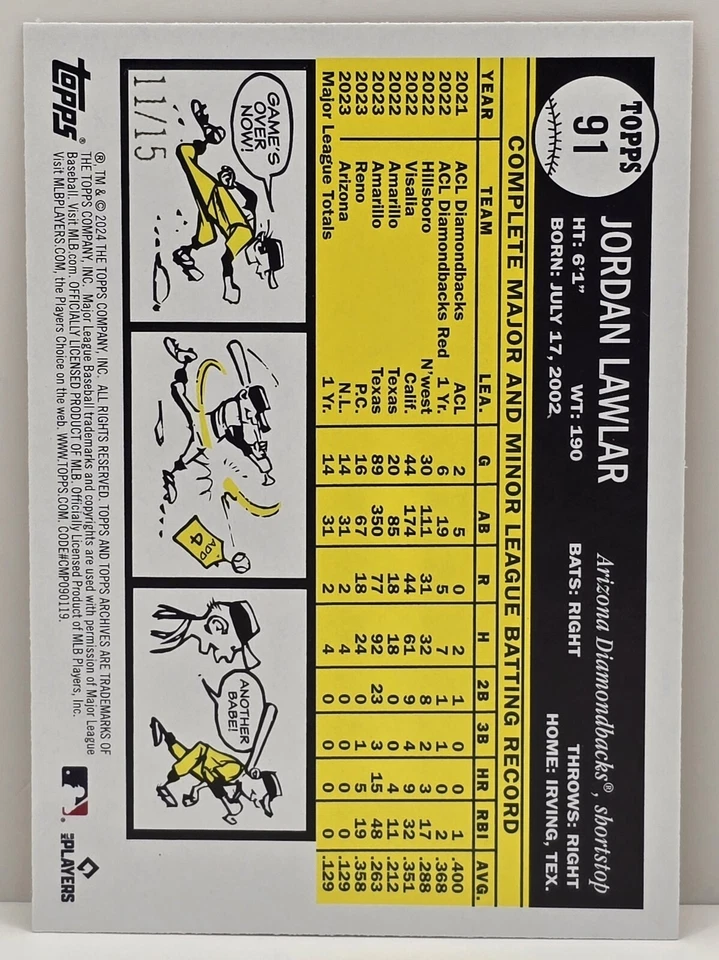 TOPPS
91
JORDAN LAWLAR
Arizona Diamondbacks®, shortstop
HT: 6'1" WT: 190 BATS: RIGHT THROWS: RIGHT
BORN: JULY 17, 2002 HOME: IRVING, TEX.
COMPLETE MAJOR AND MINOR LEAGUE BATTING RECORD
YEAR TEAM LEA. G AB R H 2B 3B HR RBI AVG.
2021 ACL Diamondbacks ACL 2 5 0 2 1 0 0 1 .400
2022 ACL Diamondbacks Red 1 Yr. 6 19 5 7 1 1 0 2 .368
2022 Hillsboro N'west 30 111 31 32 8 2 3 17 .288
2022 Visalia Calif. 44 174 44 61 9 4 9 32 .351
2022 Amarillo Texas 20 85 18 18 0 0 4 11 .212
2023 Amarillo Texas 89 350 77 92 23 3 15 48 .263
2023 Reno P.C. 16 67 18 24 0 1 5 19 .358
2023 Arizona N.L. 14 31 2 4 0 0 0 0 .129
Major League Totals 1 Yr. 14 31 2 4 0 0 0 0 .129
GAME'S
OVER
NOW!
ADD
4
ANOTHER
BABE!
11/15
topps®
®, TM & © 2024 THE TOPPS COMPANY, INC. ALL RIGHTS RESERVED. TOPPS AND TOPPS ARCHIVES ARE TRADEMARKS OF
THE TOPPS COMPANY, INC. Major League Baseball trademarks and copyrights are used with permission of Major League
Baseball. Visit MLB.com. OFFICIALLY LICENSED PRODUCT OF MLB. Officially Licensed Product of MLB Players, Inc.
Visit MLBPLAYERS.COM, the Players Choice on the web. WWW.TOPPS.COM. CODE#CMP090119.
MLB PLAYERS